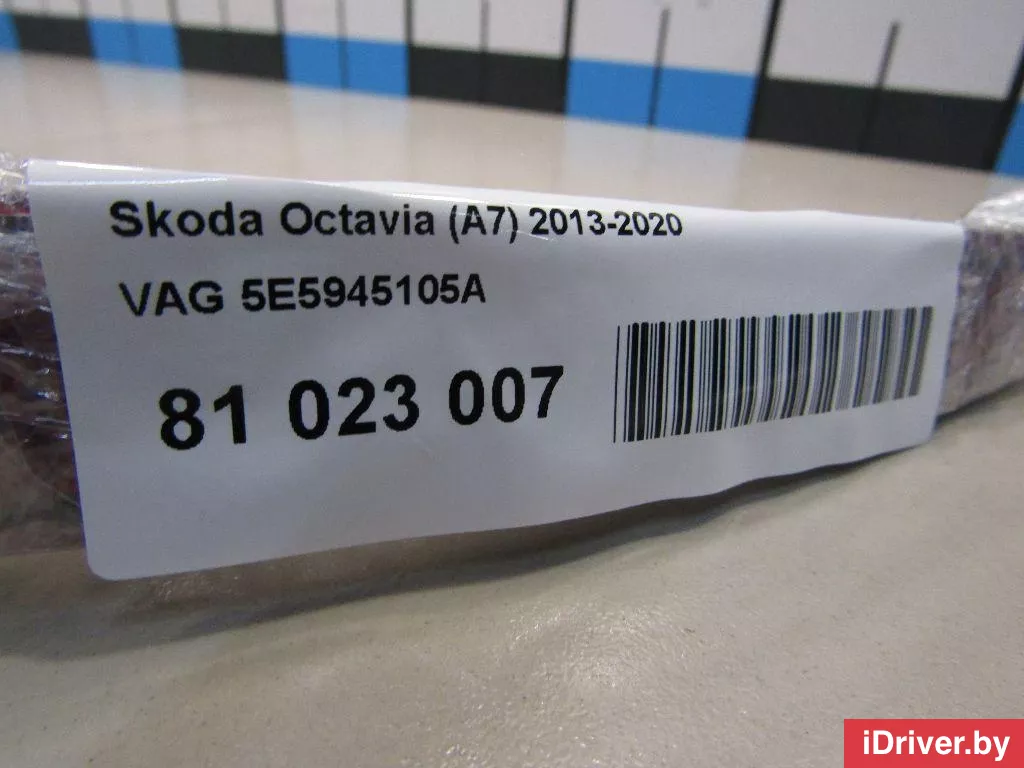 Skoda Octavia (A7) 2013-2020
VAG 5E5945105A
81 023 007
iDriver.by